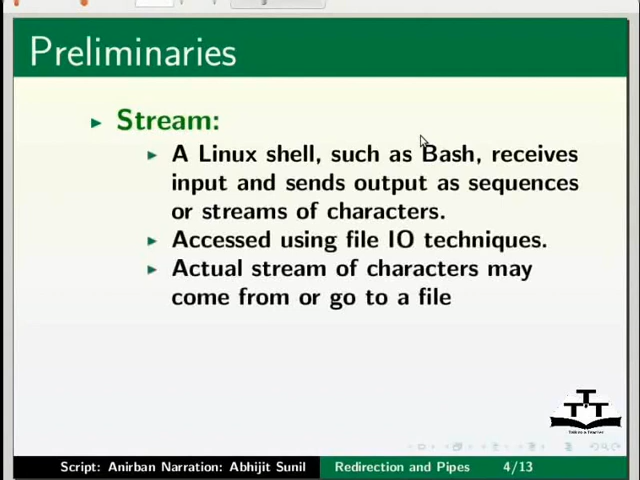 Preliminaries
Stream:
A Linux shell, such as Bash, receives
input and sends output as sequences
or streams of characters.
Accessed using file IO techniques.
Actual stream of characters may
come from or go to a file
TTT
Script: Anirban Narration: Abhijit Sunil
Redirection and Pipes 4/13